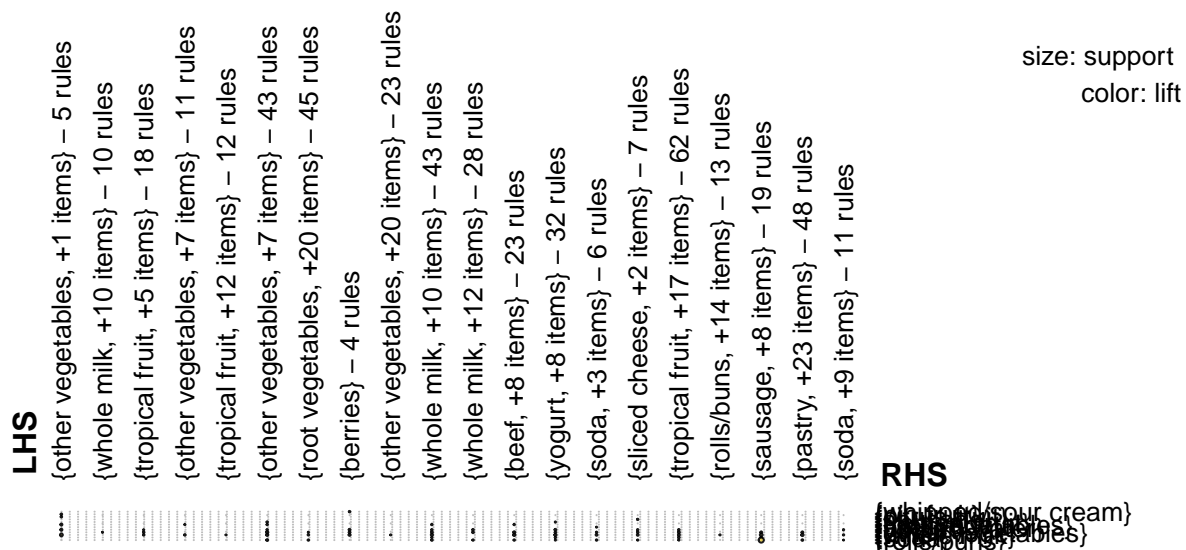 size: support
color: lift
LHS
{other vegetables, +1 items} − 5 rules
{whole milk, +10 items} − 10 rules
{tropical fruit, +5 items} − 18 rules
{other vegetables, +7 items} − 11 rules
{tropical fruit, +12 items} − 12 rules
{other vegetables, +7 items} − 43 rules
{root vegetables, +20 items} − 45 rules
{berries} − 4 rules
{other vegetables, +20 items} − 23 rules
{whole milk, +10 items} − 43 rules
{whole milk, +12 items} − 28 rules
{beef, +8 items} − 23 rules
{yogurt, +8 items} − 32 rules
{soda, +3 items} − 6 rules
{sliced cheese, +2 items} − 7 rules
{tropical fruit, +17 items} − 62 rules
{rolls/buns, +14 items} − 13 rules
{sausage, +8 items} − 19 rules
{pastry, +23 items} − 48 rules
{soda, +9 items} − 11 rules
RHS
{whipped/sour cream}
{rolls/buns}